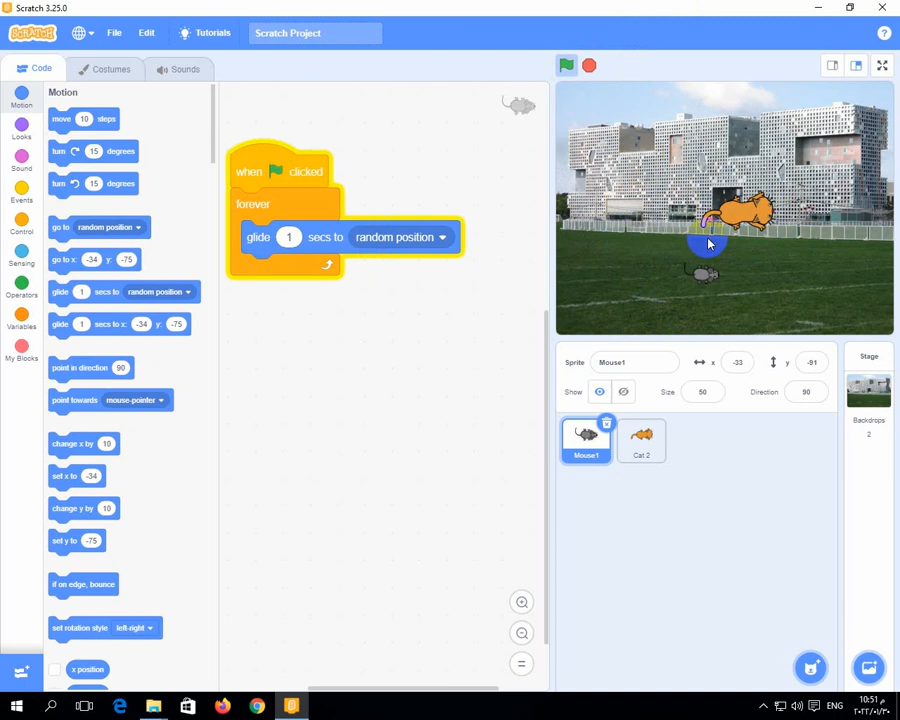 Scratch 3.25.0
SCRATCH File Edit Tutorials Scratch Project
Code Costumes Sounds
Motion
Looks
Sound
Events
Control
Sensing
Operators
Variables
My Blocks
Motion
move 10 steps
turn 15 degrees
turn 15 degrees
go to random position
go to x: -34 y: -75
glide 1 secs to random position
glide 1 secs to x: -34 y: -75
point in direction 90
point towards mouse-pointer
change x by 10
set x to -34
change y by 10
set y to -75
if on edge, bounce
set rotation style left-right
x position
when clicked
forever
glide 1 secs to random position
Sprite Mouse1 x -33 y -91
Show Size 50 Direction 90
Mouse1
Cat 2
Stage
Backdrops
2
ENG
10:51 م
٢٠٢٢/٠١/٣٠